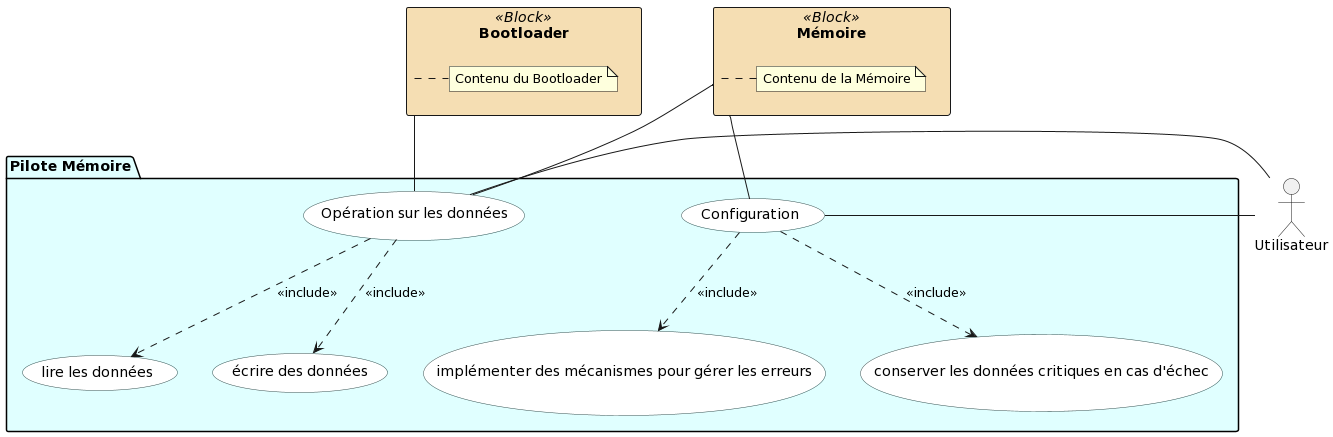 «Block»
Bootloader
Contenu du Bootloader
«Block»
Mémoire
Contenu de la Mémoire
Pilote Mémoire
Opération sur les données
Configuration
Utilisateur
«include»
«include»
«include»
«include»
lire les données
écrire des données
implémenter des mécanismes pour gérer les erreurs
conserver les données critiques en cas d'échec